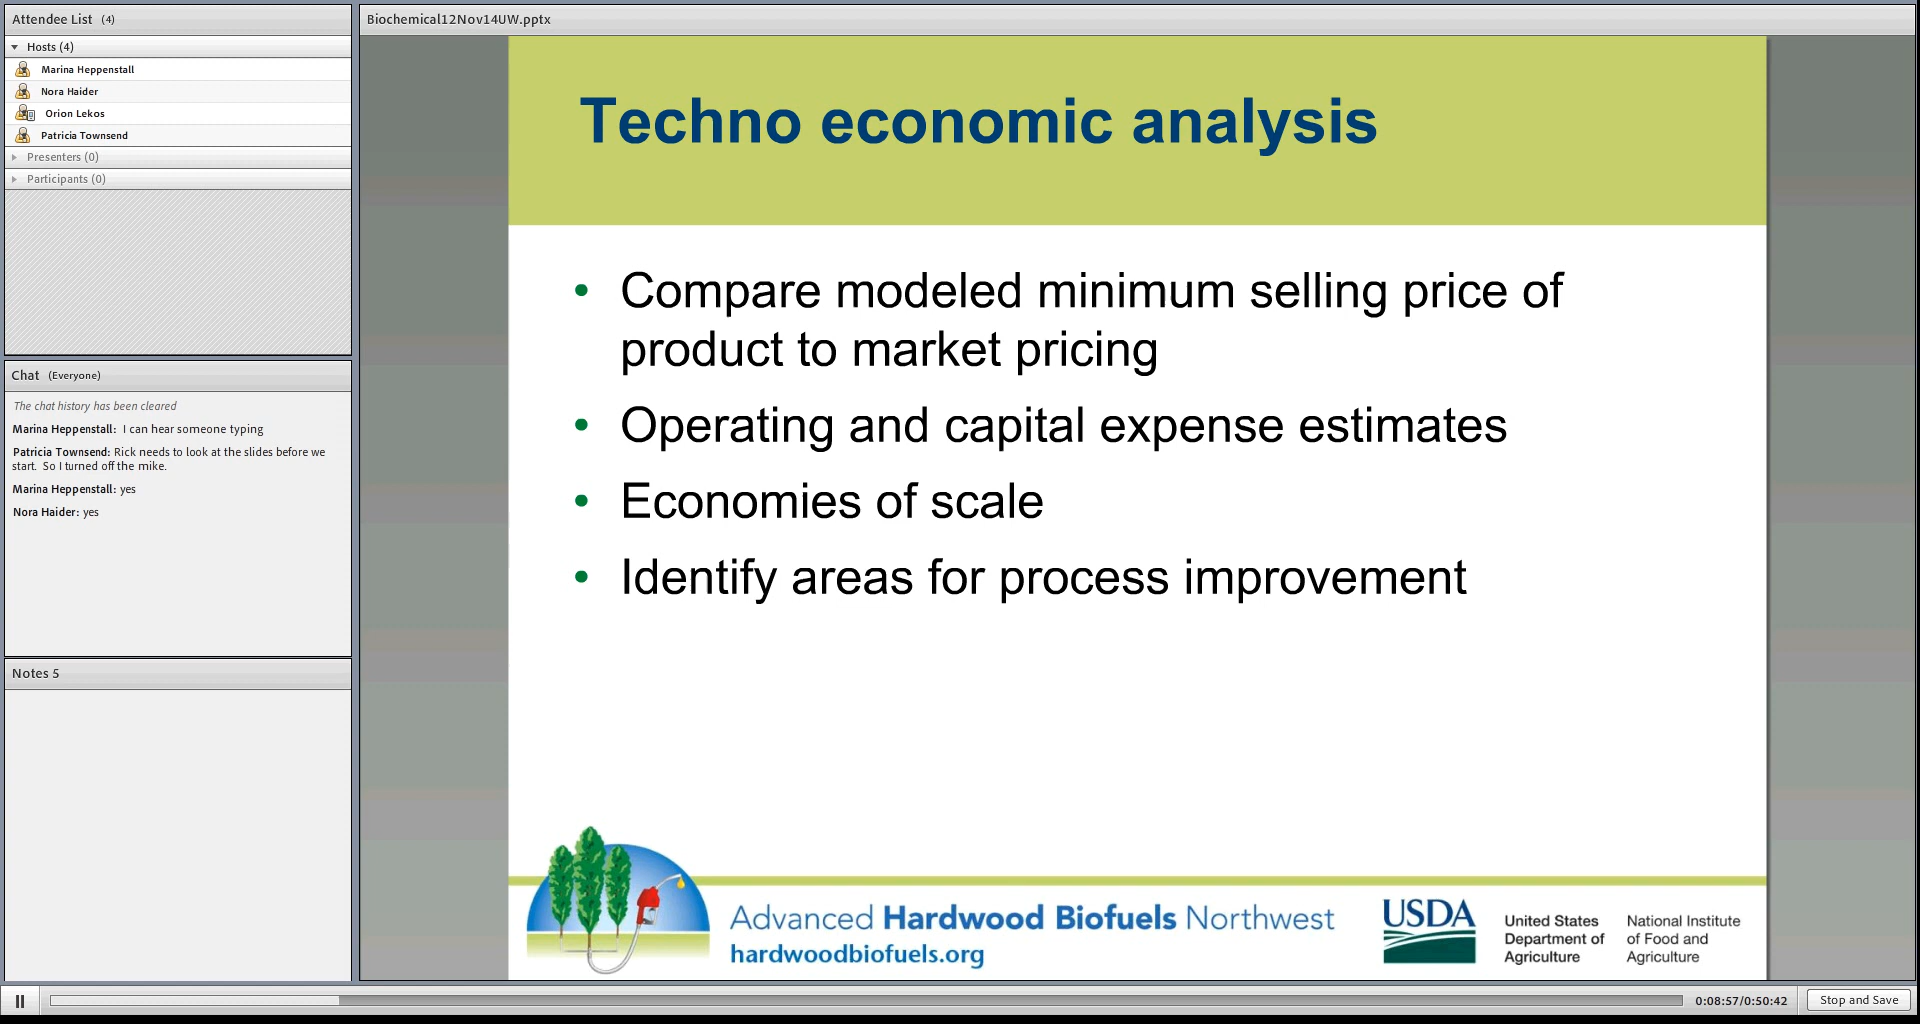 Attendee List (4)
Hosts (4)
Marina Heppenstall
Nora Haider
Orion Lekos
Patricia Townsend
Presenters (0)
Participants (0)
Chat (Everyone)
The chat history has been cleared
Marina Heppenstall: I can hear someone typing
Patricia Townsend: Rick needs to look at the slides before we
start. So I turned off the mike.
Marina Heppenstall: yes
Nora Haider: yes
Notes 5
Biochemical12Nov14UW.pptx
Techno economic analysis
• Compare modeled minimum selling price of
product to market pricing
• Operating and capital expense estimates
• Economies of scale
• Identify areas for process improvement
Advanced Hardwood Biofuels Northwest
hardwoodbiofuels.org
USDA
United States
Department of
Agriculture
National Institute
of Food and
Agriculture
0:08:57/0:50:42
Stop and Save